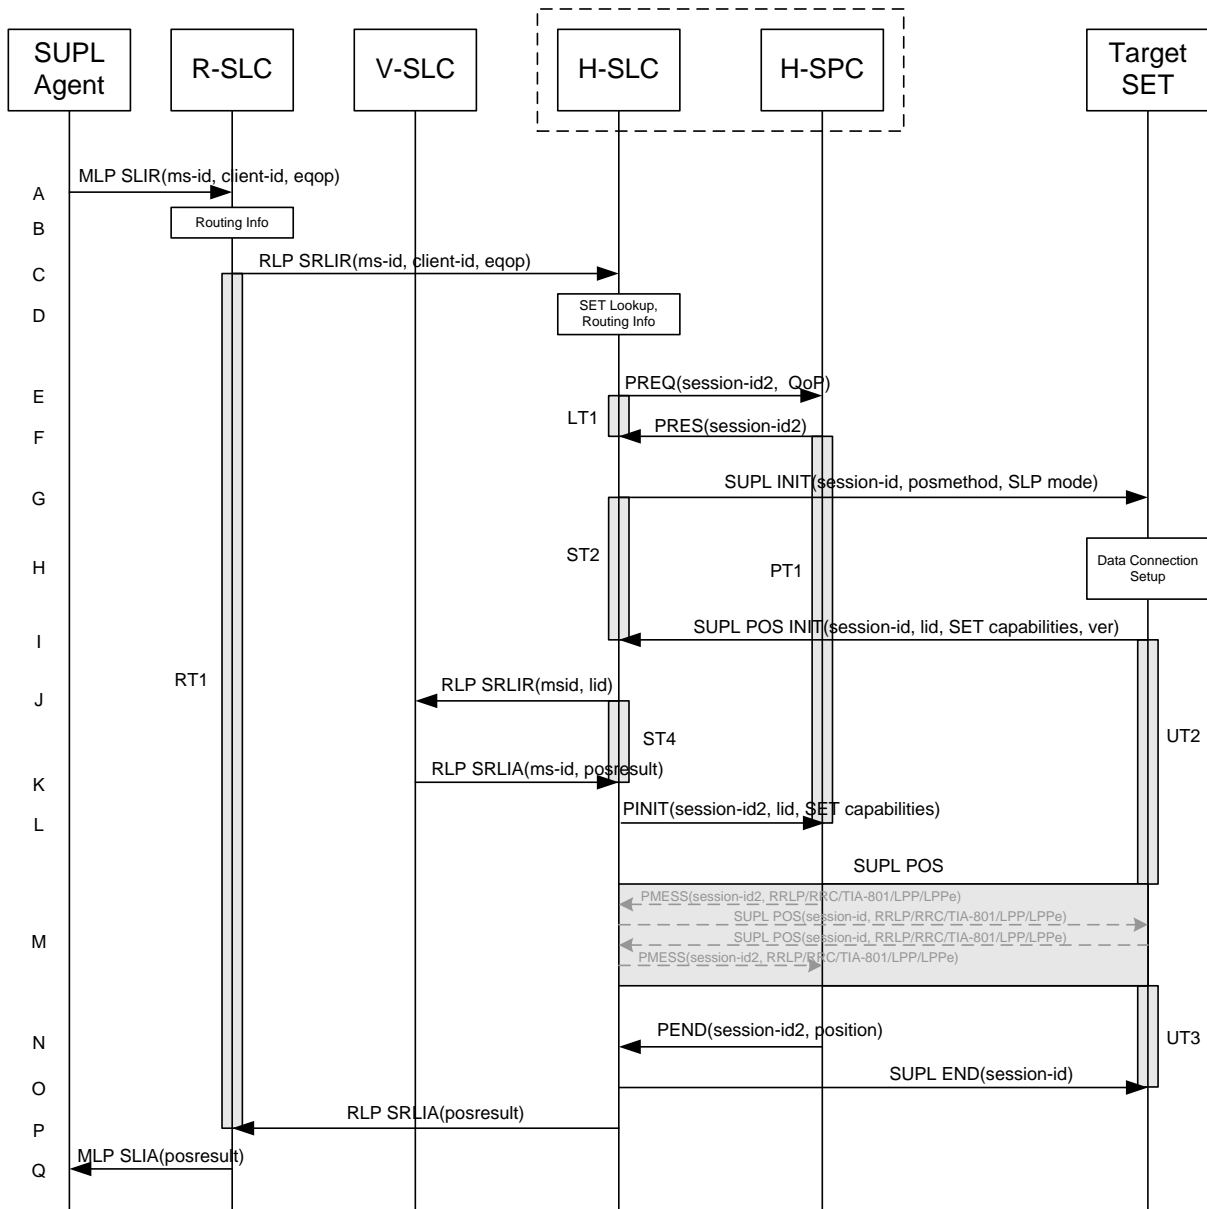 SUPL
Agent
R-SLC
V-SLC
H-SLC
H-SPC
Target
SET
A
MLP SLIR(ms-id, client-id, eqop)
B
Routing Info
C
RLP SRLIR(ms-id, client-id, eqop)
D
SET Lookup,
Routing Info
E
PREQ(session-id2, QoP)
LT1
F
PRES(session-id2)
G
SUPL INIT(session-id, posmethod, SLP mode)
H
ST2
PT1
Data Connection
Setup
I
SUPL POS INIT(session-id, lid, SET capabilities, ver)
RT1
J
RLP SRLIR(msid, lid)
ST4
UT2
K
RLP SRLIA(ms-id, posresult)
L
PINIT(session-id2, lid, SET capabilities)
SUPL POS
PMESS(session-id2, RRLP/RRC/TIA-801/LPP/LPPe)
SUPL POS(session-id, RRLP/RRC/TIA-801/LPP/LPPe)
M
SUPL POS(session-id, RRLP/RRC/TIA-801/LPP/LPPe)
PMESS(session-id2, RRLP/RRC/TIA-801/LPP/LPPe)
N
PEND(session-id2, position)
UT3
O
SUPL END(session-id)
P
RLP SRLIA(posresult)
Q
MLP SLIA(posresult)